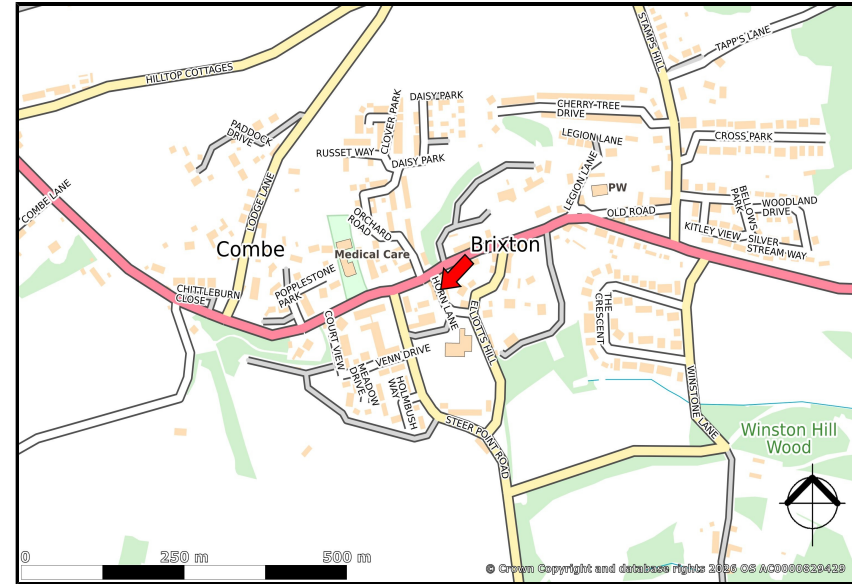 STAMPS HILL
TAPP'S LANE
HILLTOP COTTAGES
DAISY PARK
CLOVER PARK
CHERRY TREE
DRIVE
PADDOCK
DRIVE
LEGION LANE
CROSS PARK
RUSSET WAY
DAISY PARK
LEGION LANE
PW
COMBE LANE
LODGE LANE
ORCHARD
ROAD
OLD ROAD
BELLOWS
PARK
WOODLAND
DRIVE
KITLEY VIEW
SILVER
STREAM WAY
Combe
Medical Care
Brixton
POPPLESTONE
PARK
CHITTLEBURN
CLOSE
HORN LANE
ELLIOTTS HILL
THE
CRESCENT
COURT VIEW
VENN DRIVE
MEADOW
DRIVE
HOLMBUSH
WAY
WINSTONE LANE
STEER POINT ROAD
Winston Hill
Wood
0 250 m 500 m
© Crown Copyright and database rights 2026 OS AC0000829429